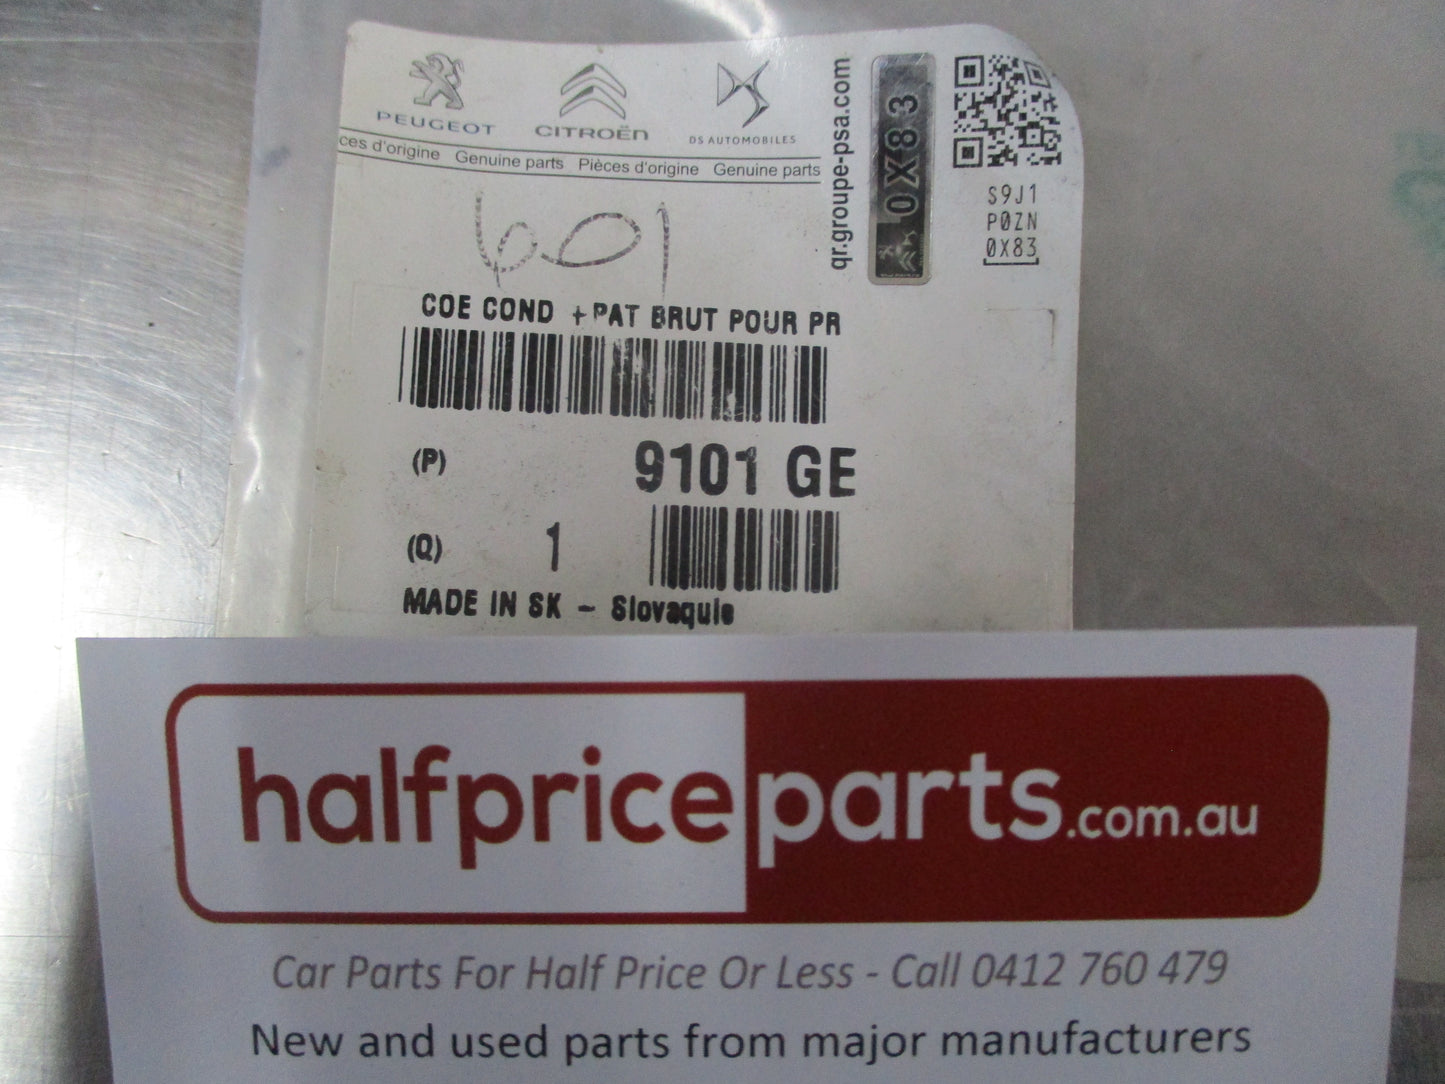 PEUGEOT CITROËN DS AUTOMOBILES
ces d'origine Genuine parts Pièces d'origine Genuine parts
qr.groupe-psa.com
0X83
S9J1
P0ZN
0X83
601
COE COND +PAT BRUT POUR PR
(P) 9101 GE
(Q) 1
MADE IN SK - Slovaquie
halfpriceparts.com.au
Car Parts For Half Price Or Less - Call 0412 760 479
New and used parts from major manufacturers